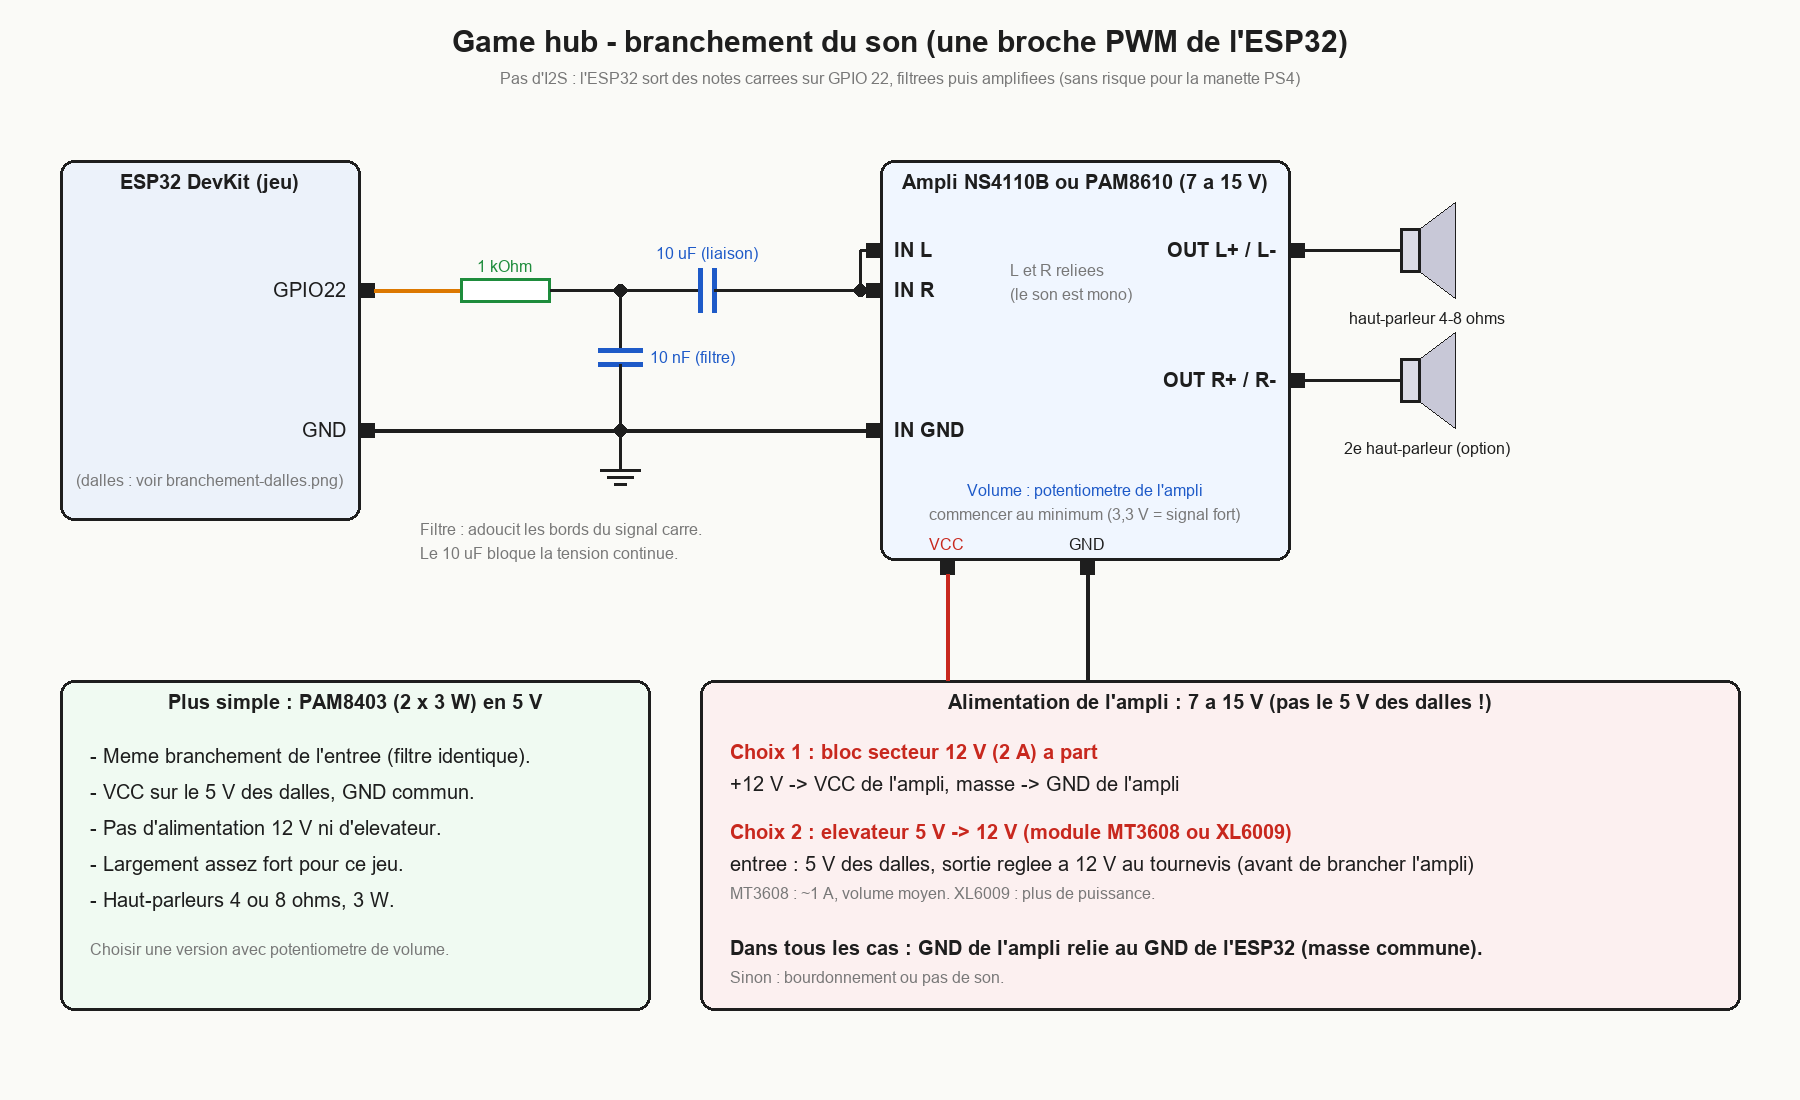 Game hub - branchement du son (une broche PWM de l'ESP32)
Pas d'I2S : l'ESP32 sort des notes carrees sur GPIO 22, filtrees puis amplifiees (sans risque pour la manette PS4)
ESP32 DevKit (jeu)
GPIO22
GND
(dalles : voir branchement-dalles.png)
1 kOhm
10 uF (liaison)
10 nF (filtre)
Filtre : adoucit les bords du signal carre.
Le 10 uF bloque la tension continue.
Ampli NS4110B ou PAM8610 (7 a 15 V)
IN L
IN R
IN GND
L et R reliees
(le son est mono)
OUT L+ / L-
OUT R+ / R-
Volume : potentiometre de l'ampli
commencer au minimum (3,3 V = signal fort)
VCC
GND
haut-parleur 4-8 ohms
2e haut-parleur (option)
Plus simple : PAM8403 (2 x 3 W) en 5 V
- Meme branchement de l'entree (filtre identique).
- VCC sur le 5 V des dalles, GND commun.
- Pas d'alimentation 12 V ni d'elevateur.
- Largement assez fort pour ce jeu.
- Haut-parleurs 4 ou 8 ohms, 3 W.
Choisir une version avec potentiometre de volume.
Alimentation de l'ampli : 7 a 15 V (pas le 5 V des dalles !)
Choix 1 : bloc secteur 12 V (2 A) a part
+12 V -> VCC de l'ampli, masse -> GND de l'ampli
Choix 2 : elevateur 5 V -> 12 V (module MT3608 ou XL6009)
entree : 5 V des dalles, sortie reglee a 12 V au tournevis (avant de brancher l'ampli)
MT3608 : ~1 A, volume moyen. XL6009 : plus de puissance.
Dans tous les cas : GND de l'ampli relie au GND de l'ESP32 (masse commune).
Sinon : bourdonnement ou pas de son.